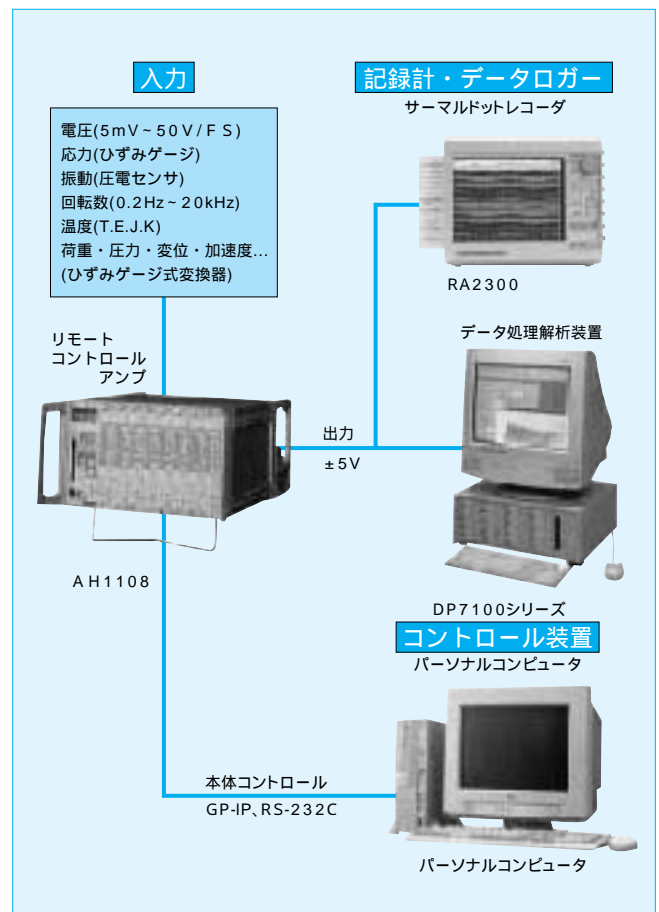 入力
電圧(5mV~50V/FS)
応力(ひずみゲージ)
振動(圧電センサ)
回転数(0.2Hz~20kHz)
温度(T.E.J.K)
荷重・圧力・変位・加速度…
(ひずみゲージ式変換器)
記録計・データロガー
サーマルドットレコーダ
RA2300
リモート
コントロール
アンプ
AH1108
出力
±5V
データ処理解析装置
DP7100シリーズ
コントロール装置
パーソナルコンピュータ
本体コントロール
GP-IP、RS-232C
パーソナルコンピュータ